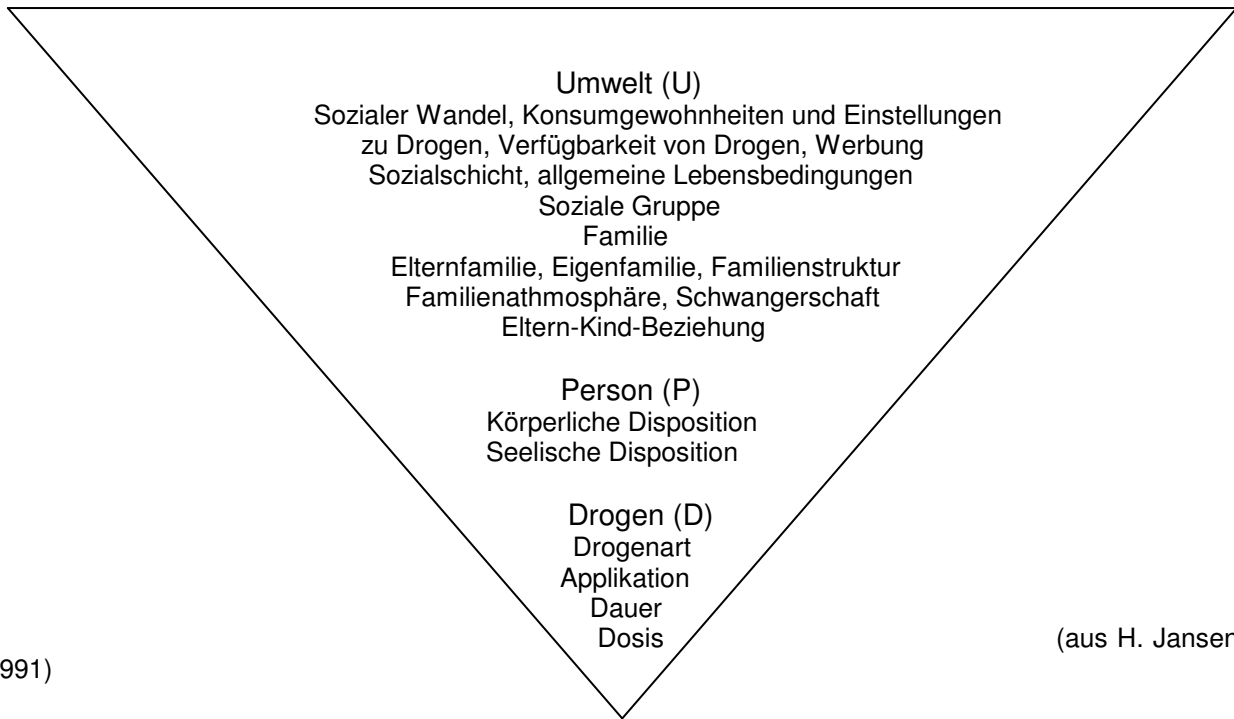 Umwelt (U)
Sozialer Wandel, Konsumgewohnheiten und Einstellungen
zu Drogen, Verfügbarkeit von Drogen, Werbung
Sozialschicht, allgemeine Lebensbedingungen
Soziale Gruppe
Familie
Elternfamilie, Eigenfamilie, Familienstruktur
Familienathmosphäre, Schwangerschaft
Eltern-Kind-Beziehung
Person (P)
Körperliche Disposition
Seelische Disposition
Drogen (D)
Drogenart
Applikation
Dauer
Dosis
(aus H. Jansen
991)